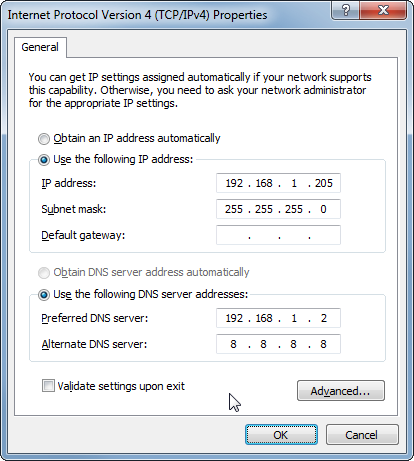 Internet Protocol Version 4 (TCP/IPv4) Properties
General
You can get IP settings assigned automatically if your network supports
this capability. Otherwise, you need to ask your network administrator
for the appropriate IP settings.
Obtain an IP address automatically
Use the following IP address:
IP address: 192 . 168 . 1 . 205
Subnet mask: 255 . 255 . 255 . 0
Default gateway: . . .
Obtain DNS server address automatically
Use the following DNS server addresses:
Preferred DNS server: 192 . 168 . 1 . 2
Alternate DNS server: 8 . 8 . 8 . 8
Validate settings upon exit
Advanced...
OK Cancel